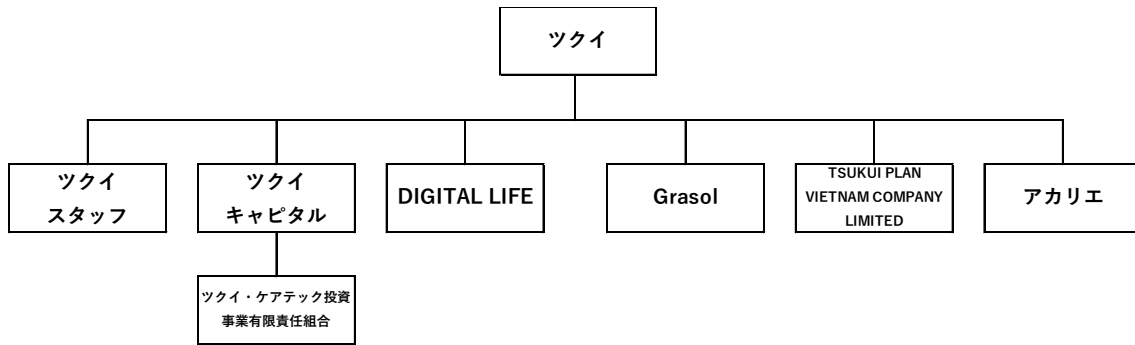 ツクイ
ツクイ
スタッフ
ツクイ
キャピタル
DIGITAL LIFE
Grasol
TSUKUI PLAN
VIETNAM COMPANY
LIMITED
アカリエ
ツクイ・ケアテック投資
事業有限責任組合